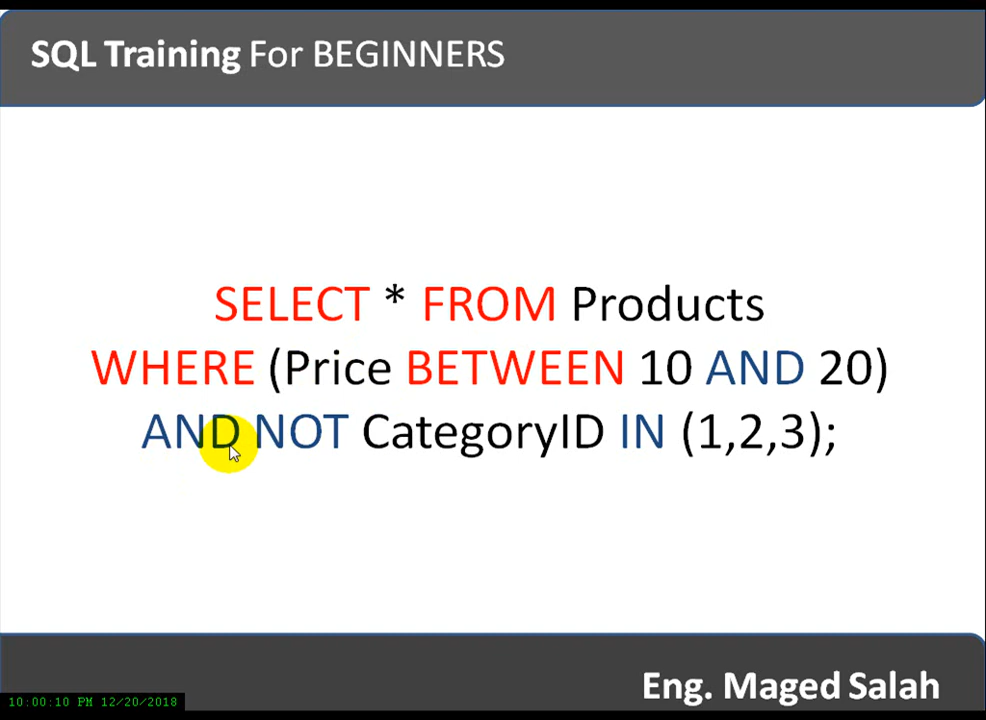 SQL Training For BEGINNERS
SELECT * FROM Products
WHERE (Price BETWEEN 10 AND 20)
AND NOT CategoryID IN (1,2,3);
Eng. Maged Salah
10:00:10 PM 12/20/2018